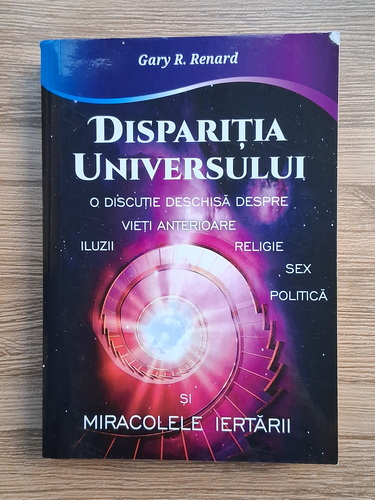 Gary R. Renard
DISPARIȚIA
UNIVERSULUI
O DISCUȚIE DESCHISĂ DESPRE
VIEȚI ANTERIOARE
ILUZII
RELIGIE
SEX
POLITICĂ
ȘI
MIRACOLELE IERTĂRII